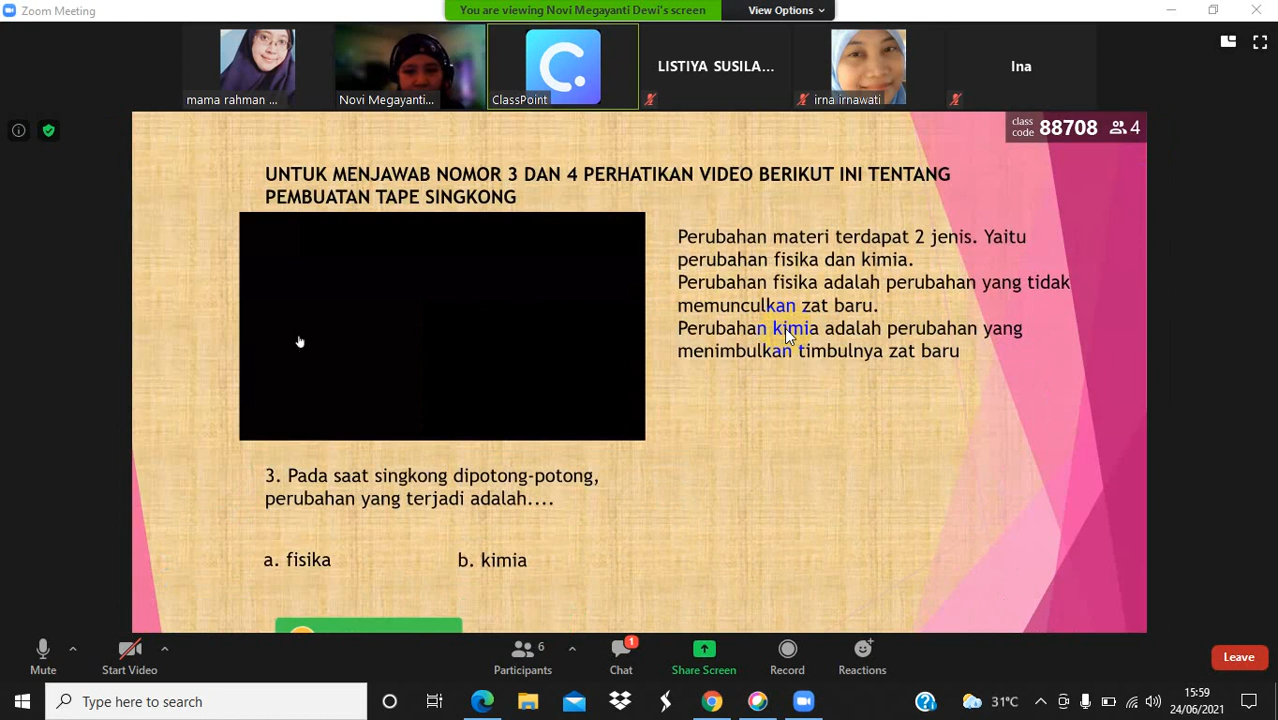 Zoom Meeting
You are viewing Novi Megayanti Dewi's screen
View Options
mama rahman ...
Novi Megayanti...
ClassPoint
LISTIYA SUSILA...
irna irnawati
Ina
class code 88708 4
UNTUK MENJAWAB NOMOR 3 DAN 4 PERHATIKAN VIDEO BERIKUT INI TENTANG
PEMBUATAN TAPE SINGKONG
Perubahan materi terdapat 2 jenis. Yaitu
perubahan fisika dan kimia.
Perubahan fisika adalah perubahan yang tidak
memunculkan zat baru.
Perubahan kimia adalah perubahan yang
menimbulkan timbulnya zat baru
3. Pada saat singkong dipotong-potong,
perubahan yang terjadi adalah....
a. fisika b. kimia
Mute
Start Video
6
Participants
1
Chat
Share Screen
Record
Reactions
Leave
Type here to search
31°C
15:59
24/06/2021